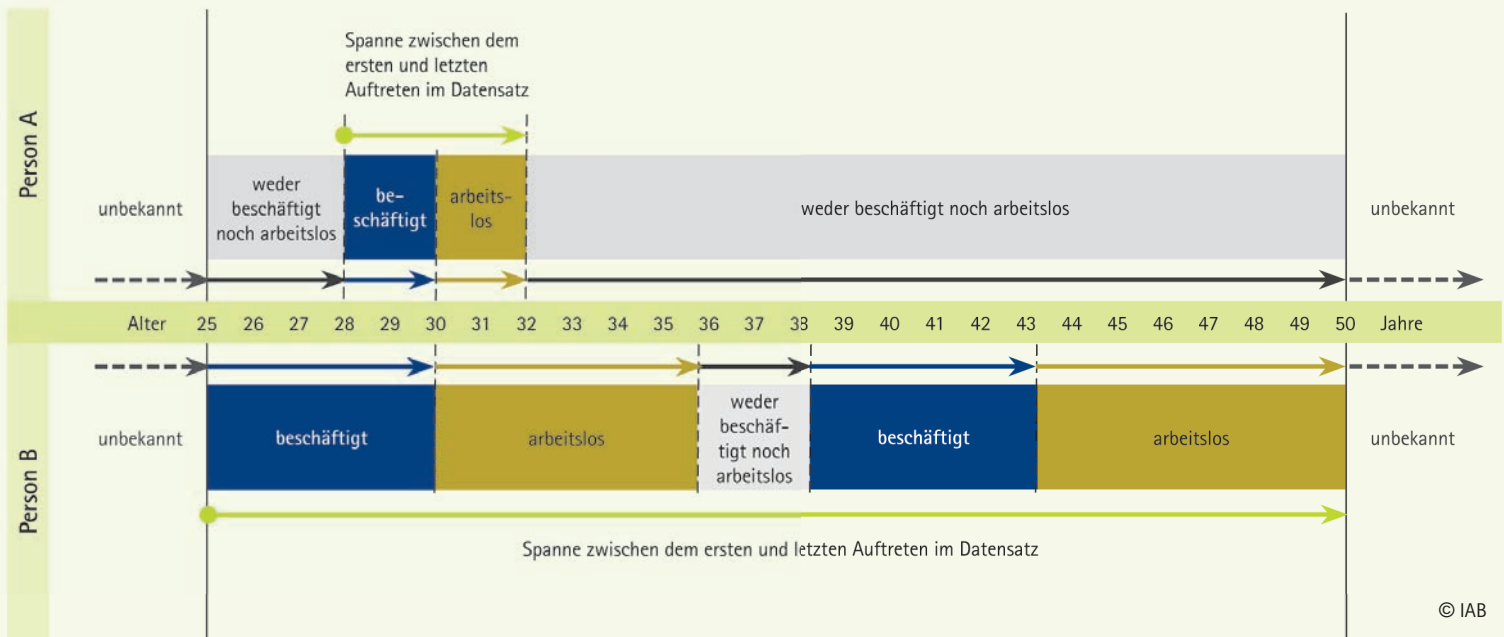 Person A
Spanne zwischen dem
ersten und letzten
Auftreten im Datensatz
unbekannt
weder
beschäftigt
noch arbeitslos
be-
schäftigt
arbeits-
los
weder beschäftigt noch arbeitslos
unbekannt
Alter 25 26 27 28 29 30 31 32 33 34 35 36 37 38 39 40 41 42 43 44 45 46 47 48 49 50 Jahre
Person B
unbekannt
beschäftigt
arbeitslos
weder
beschäf-
tigt noch
arbeitslos
beschäftigt
arbeitslos
unbekannt
Spanne zwischen dem ersten und letzten Auftreten im Datensatz
© IAB